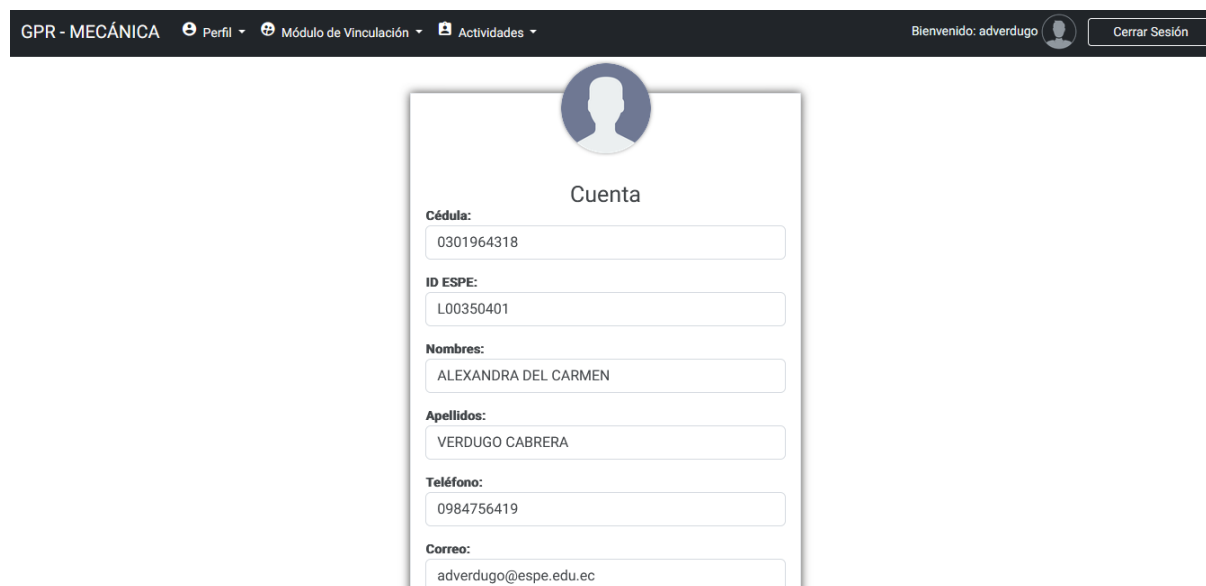 GPR - MECÁNICA Perfil Módulo de Vinculación Actividades Bienvenido: adverdugo Cerrar Sesión
Cuenta
Cédula:
0301964318
ID ESPE:
L00350401
Nombres:
ALEXANDRA DEL CARMEN
Apellidos:
VERDUGO CABRERA
Teléfono:
0984756419
Correo:
adverdugo@espe.edu.ec